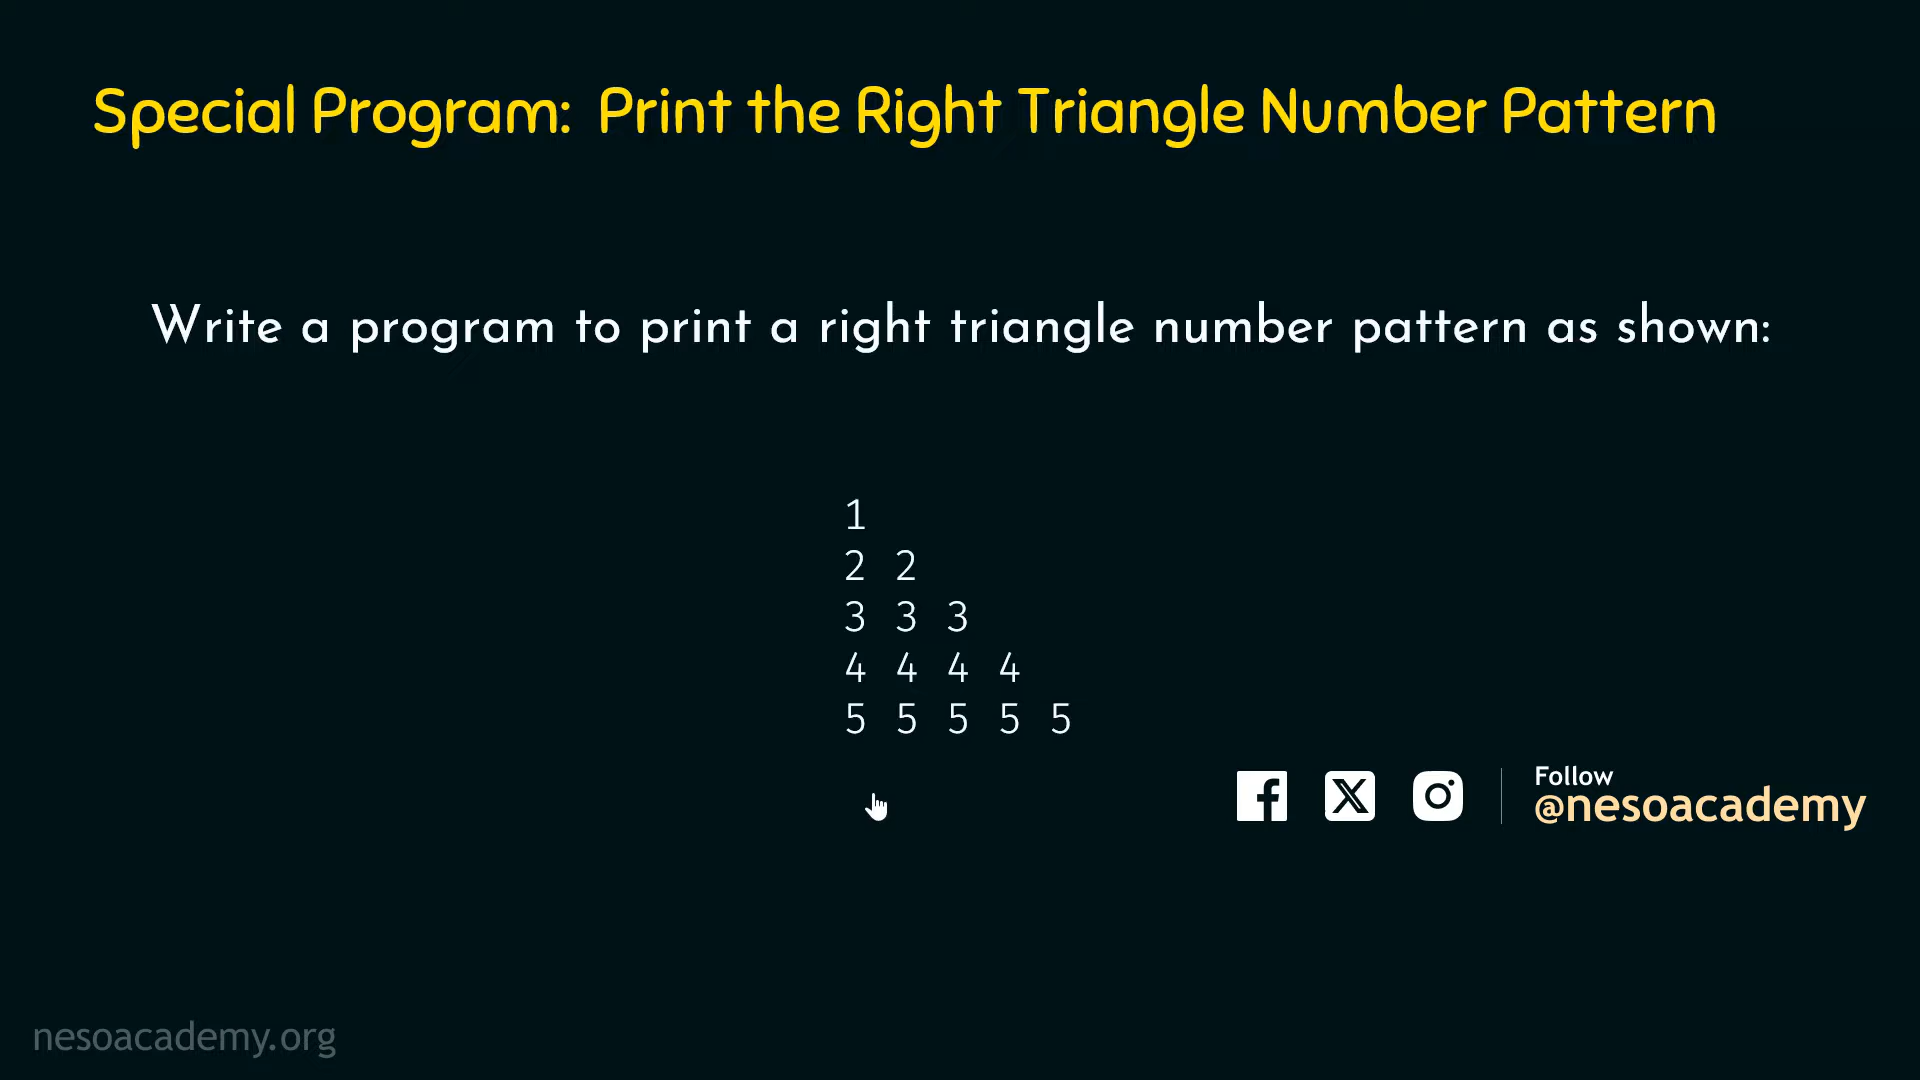 Special Program: Print the Right Triangle Number Pattern
Write a program to print a right triangle number pattern as shown:
1
2 2
3 3 3
4 4 4 4
5 5 5 5 5
Follow
@nesoacademy
nesoacademy.org